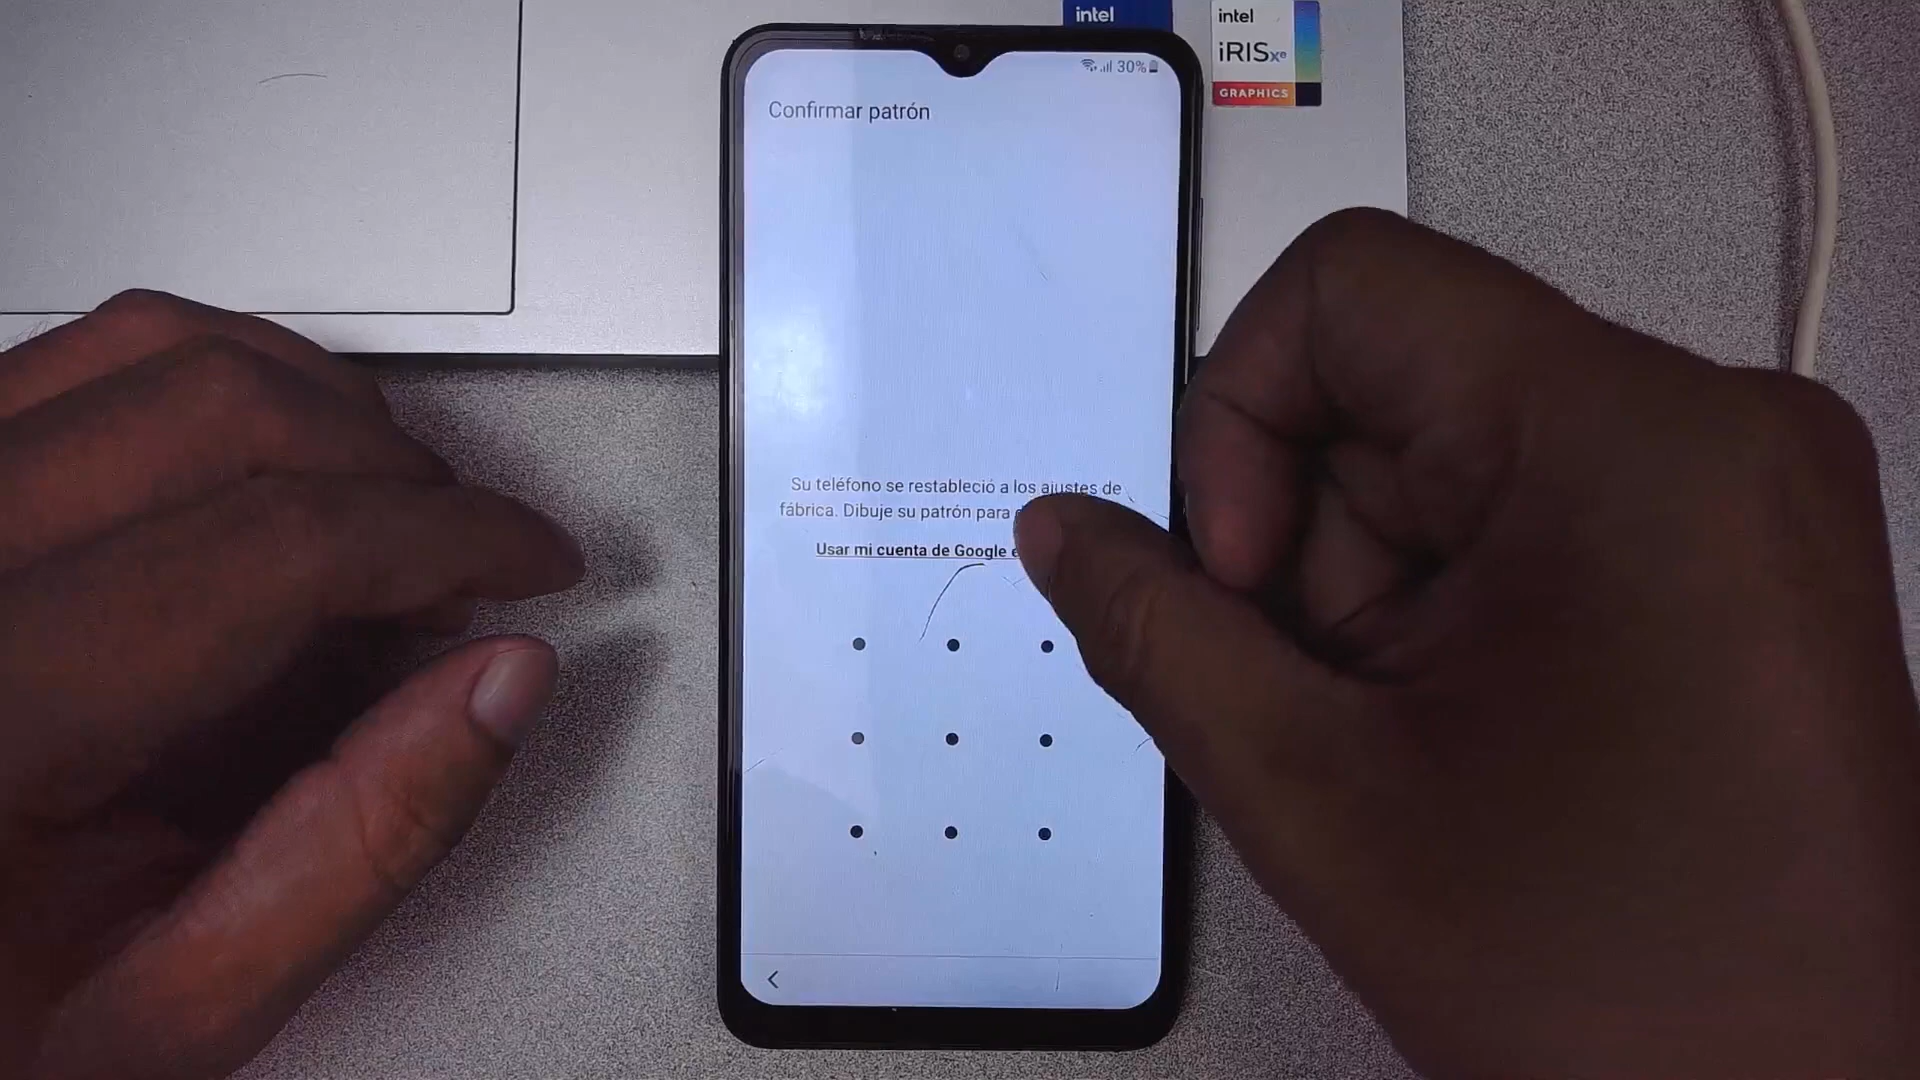 intel
intel
iRISxe
GRAPHICS
30%
Confirmar patrón
Su teléfono se restableció a los ajustes de
fábrica. Dibuje su patrón para
Usar mi cuenta de Google